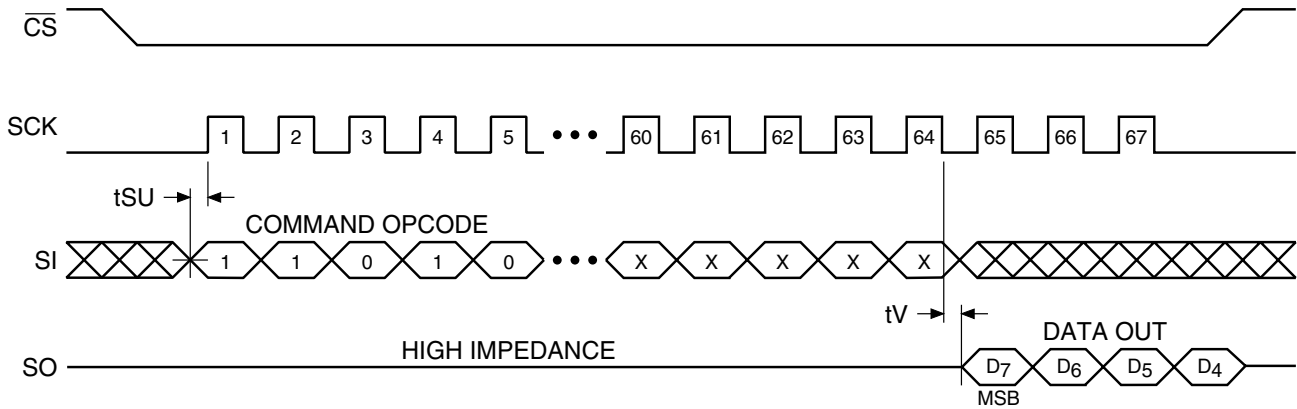 CS
SCK
1 2 3 4 5 ••• 60 61 62 63 64 65 66 67
tSU
COMMAND OPCODE
SI
1 1 0 1 0 ••• X X X X X
tV
HIGH IMPEDANCE
DATA OUT
SO
D7 D6 D5 D4
MSB